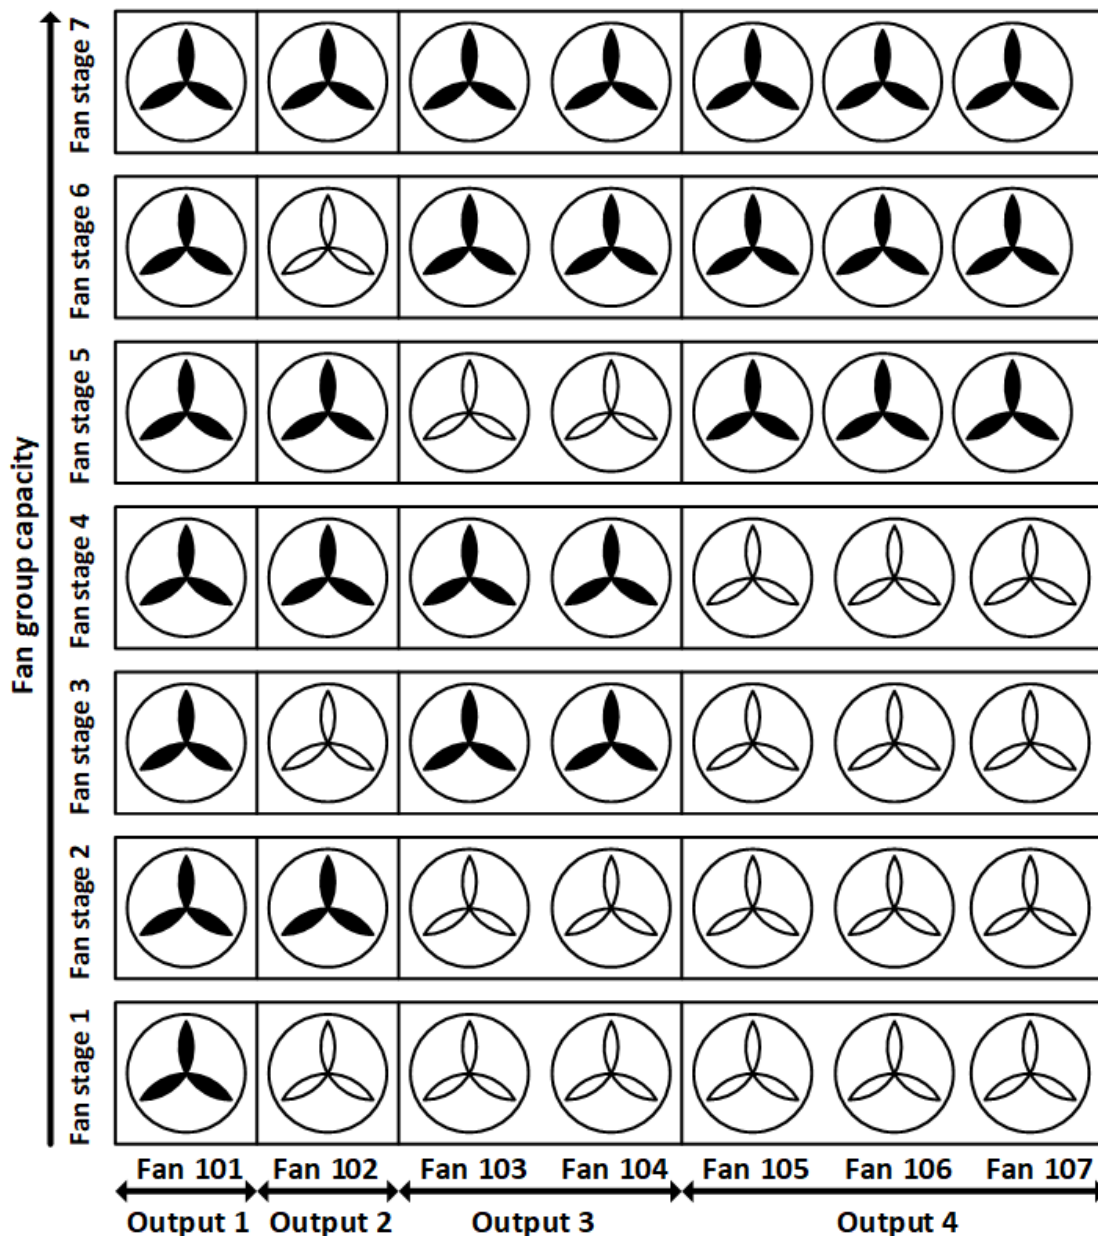 Fan group capacity
Fan stage 7
Fan stage 6
Fan stage 5
Fan stage 4
Fan stage 3
Fan stage 2
Fan stage 1
Fan 101 Fan 102 Fan 103 Fan 104 Fan 105 Fan 106 Fan 107
Output 1 Output 2 Output 3 Output 4